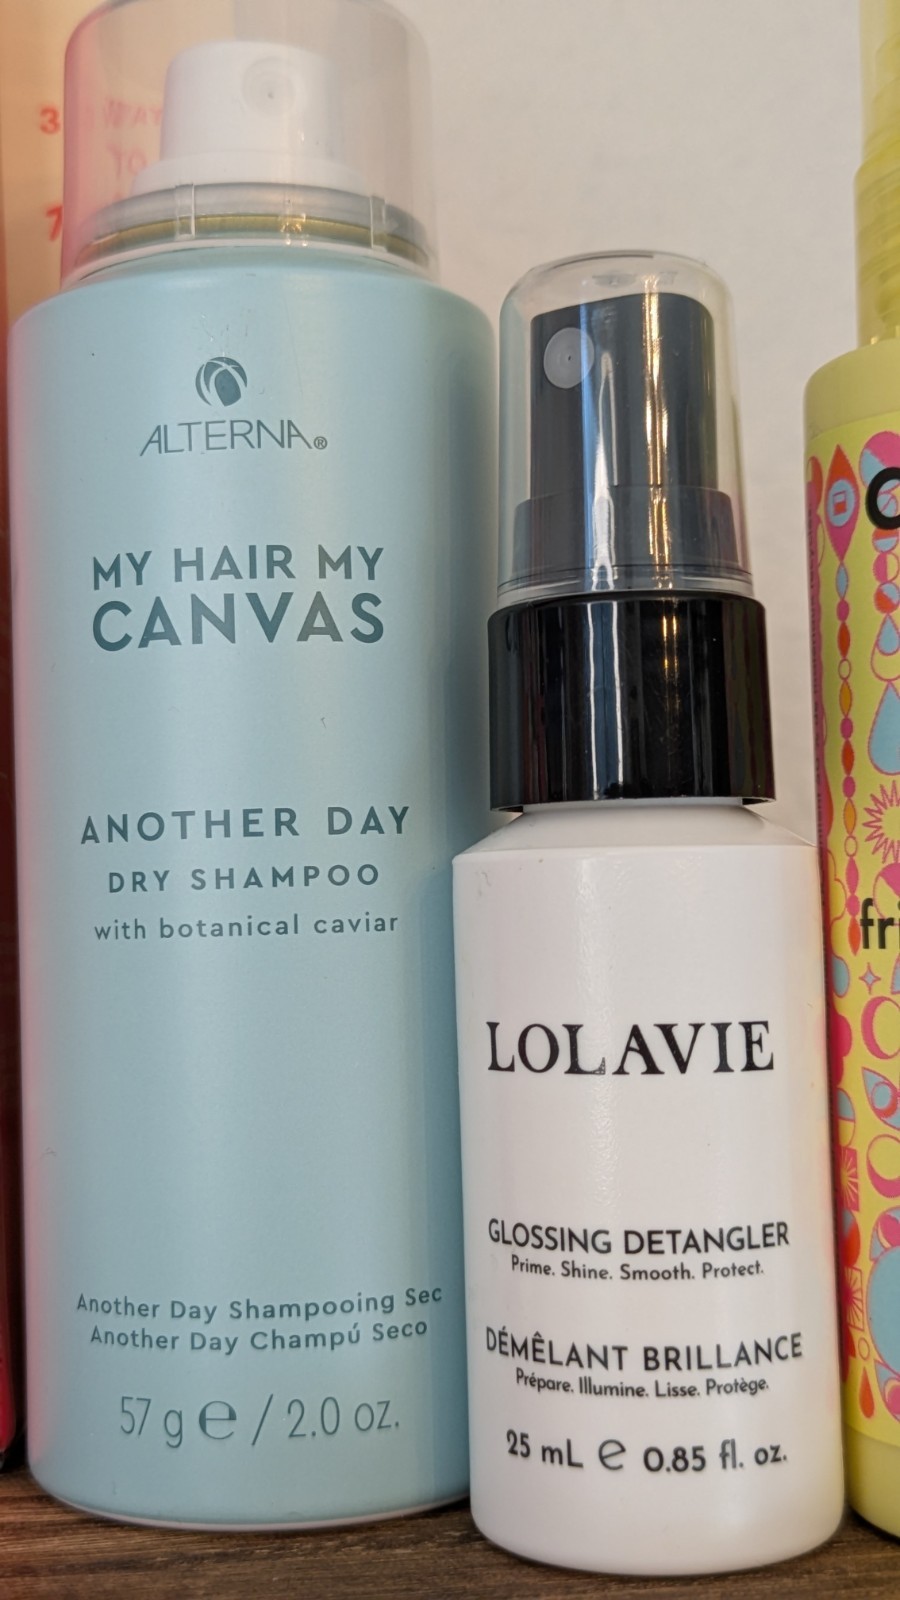 ALTERNA®
MY HAIR MY
CANVAS
ANOTHER DAY
DRY SHAMPOO
with botanical caviar
Another Day Shampooing Sec
Another Day Champú Seco
57 g e / 2.0 oz.
LOLAVIE
GLOSSING DETANGLER
Prime. Shine. Smooth. Protect.
DÉMÊLANT BRILLANCE
Prépare. Illumine. Lisse. Protège.
25 mL e 0.85 fl. oz.